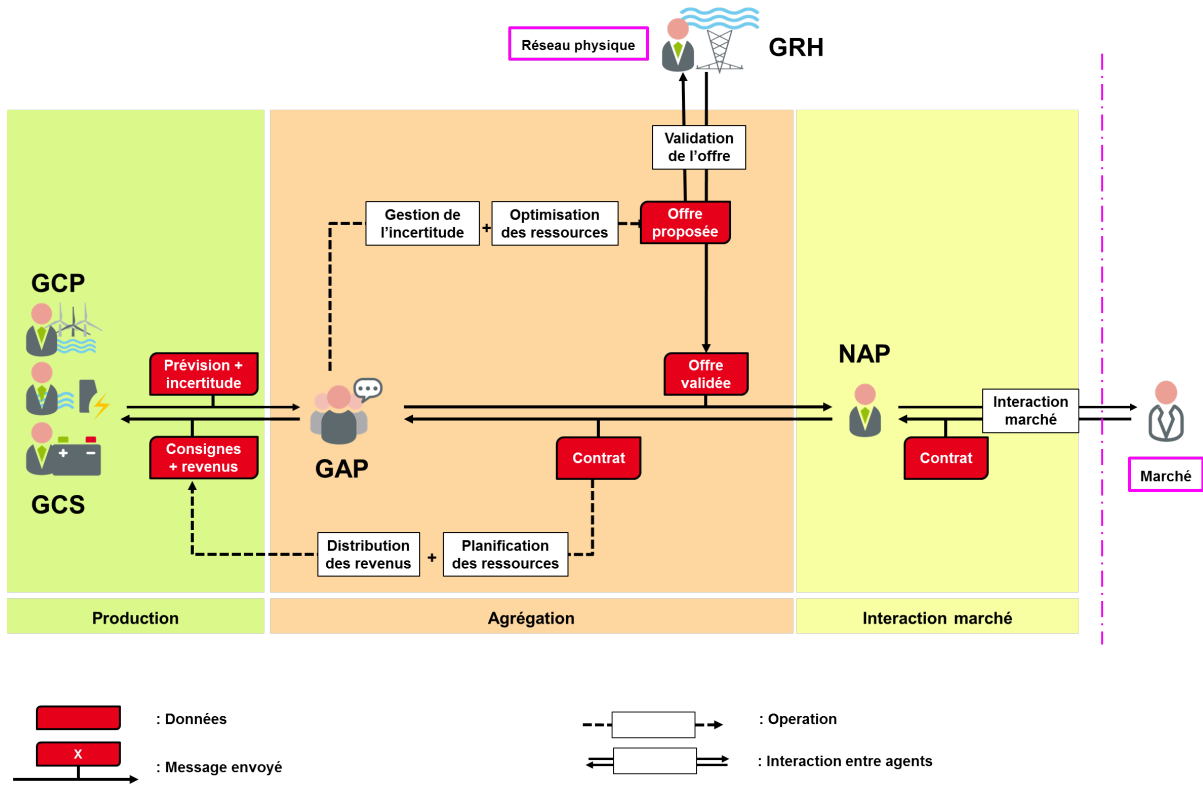 Réseau physique
GRH
Validation
de l'offre
Gestion de
l'incertitude
+
Optimisation
des ressources
Offre
proposée
GCP
Prévision +
incertitude
Offre
validée
NAP
Interaction
marché
Consignes
+ revenus
GAP
Contrat
Contrat
Marché
GCS
Distribution
des revenus
+
Planification
des ressources
Production
Agrégation
Interaction marché
: Données
: Operation
X
: Message envoyé
: Interaction entre agents